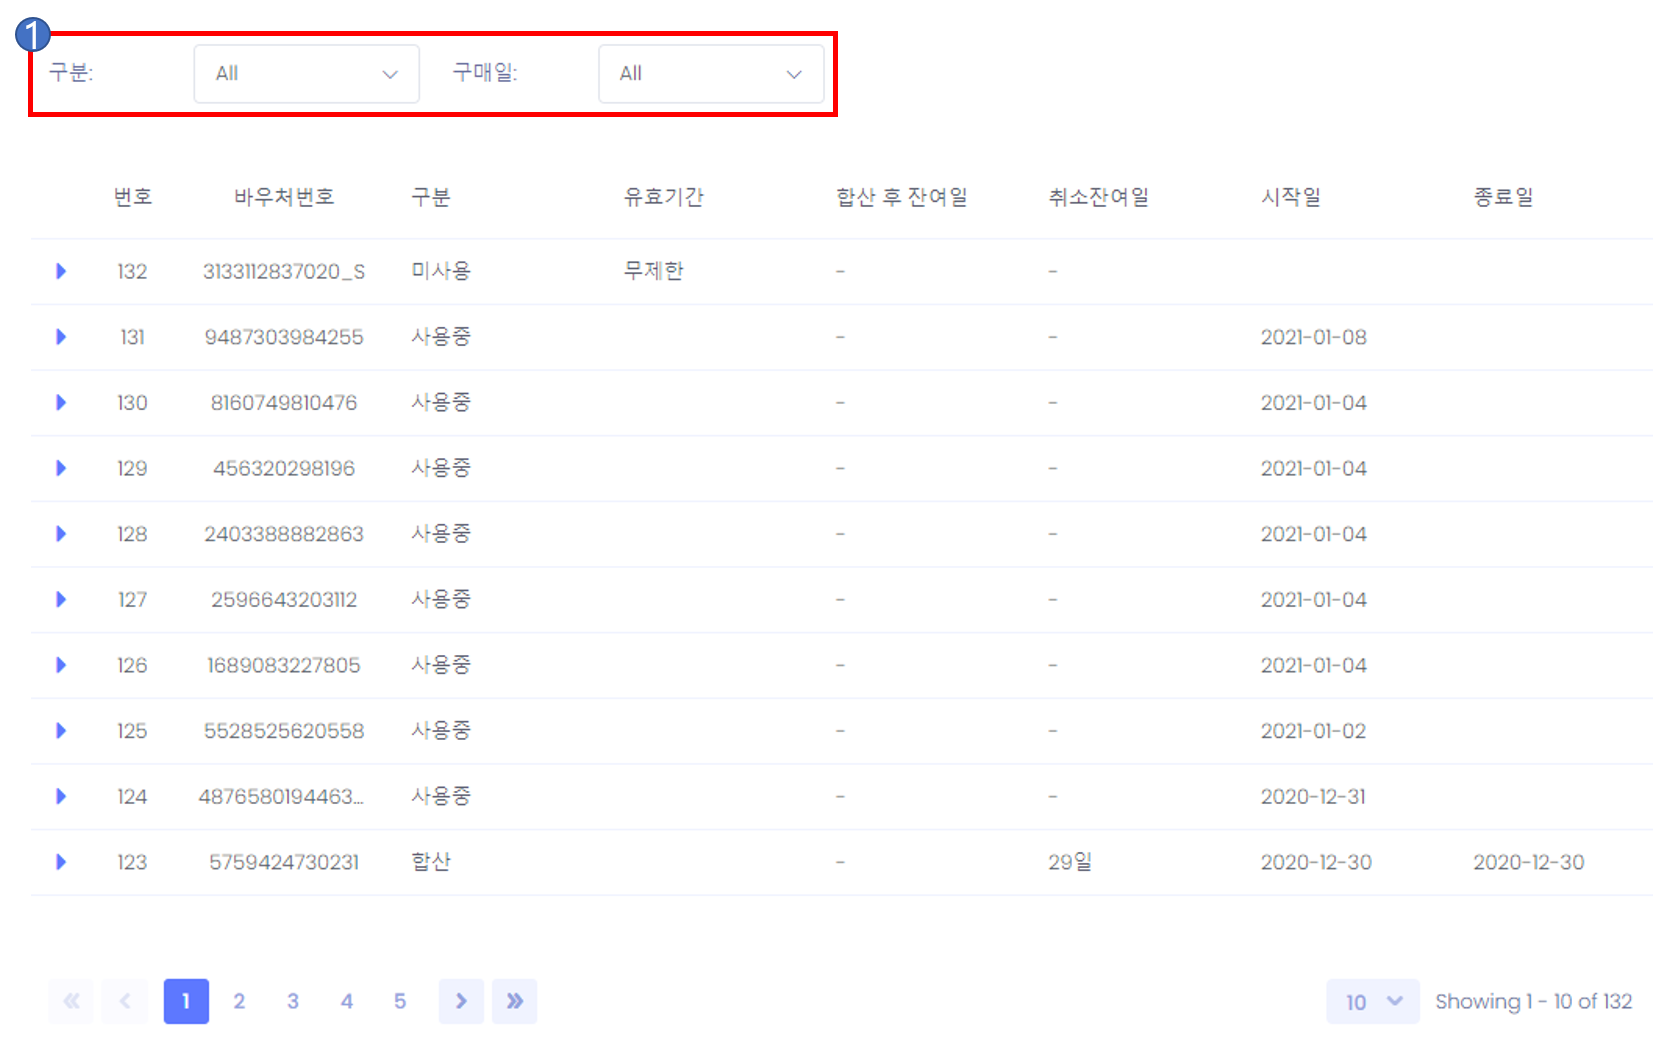 1
구분: All 구매일: All
번호 바우처번호 구분 유효기간 합산 후 잔여일 취소잔여일 시작일 종료일
132 3133112837020_S 미사용 무제한 - -
131 9487303984255 사용중 - - 2021-01-08
130 8160749810476 사용중 - - 2021-01-04
129 456320298196 사용중 - - 2021-01-04
128 2403388882863 사용중 - - 2021-01-04
127 2596643203112 사용중 - - 2021-01-04
126 1689083227805 사용중 - - 2021-01-04
125 5528525620558 사용중 - - 2021-01-02
124 4876580194463... 사용중 - - 2020-12-31
123 5759424730231 합산 - 29일 2020-12-30 2020-12-30
« ‹ 1 2 3 4 5 › » 10 Showing 1 - 10 of 132